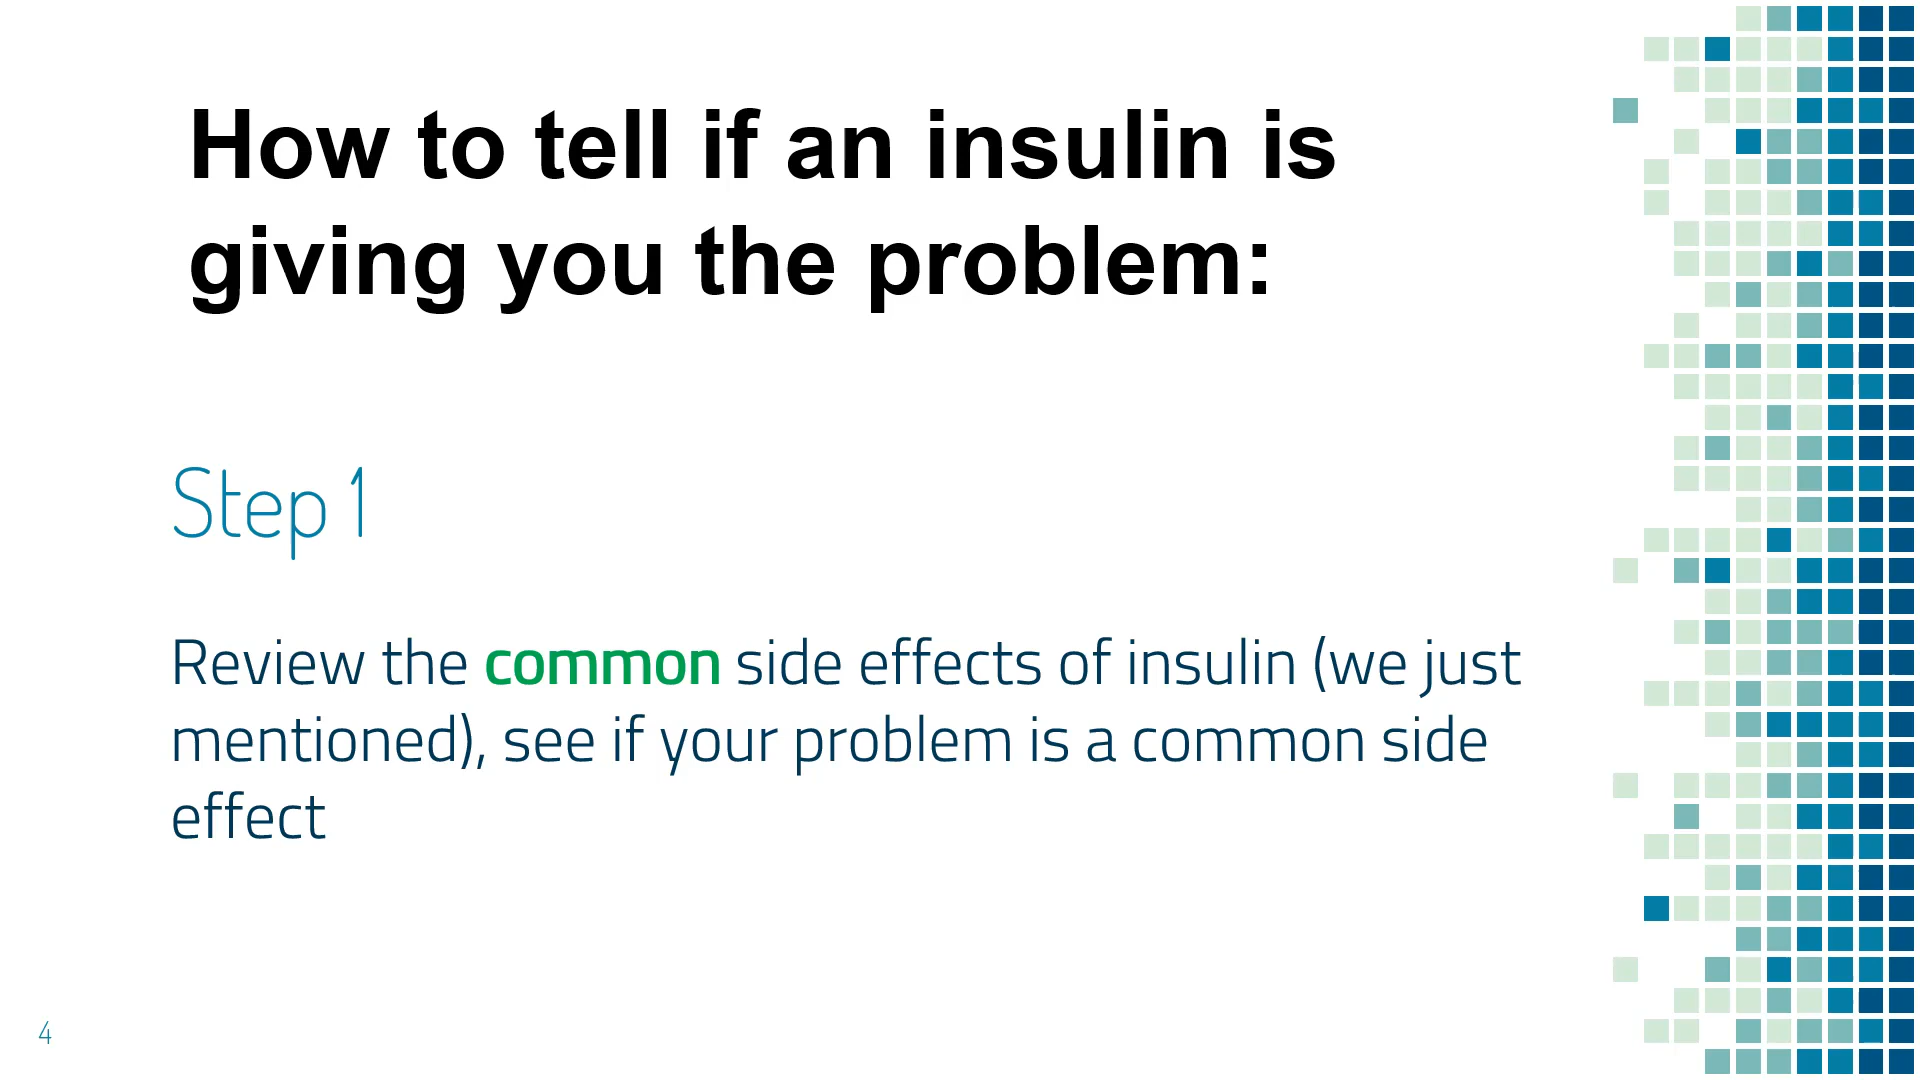 How to tell if an insulin is
giving you the problem:
Step 1
Review the common side effects of insulin (we just
mentioned), see if your problem is a common side
effect
4